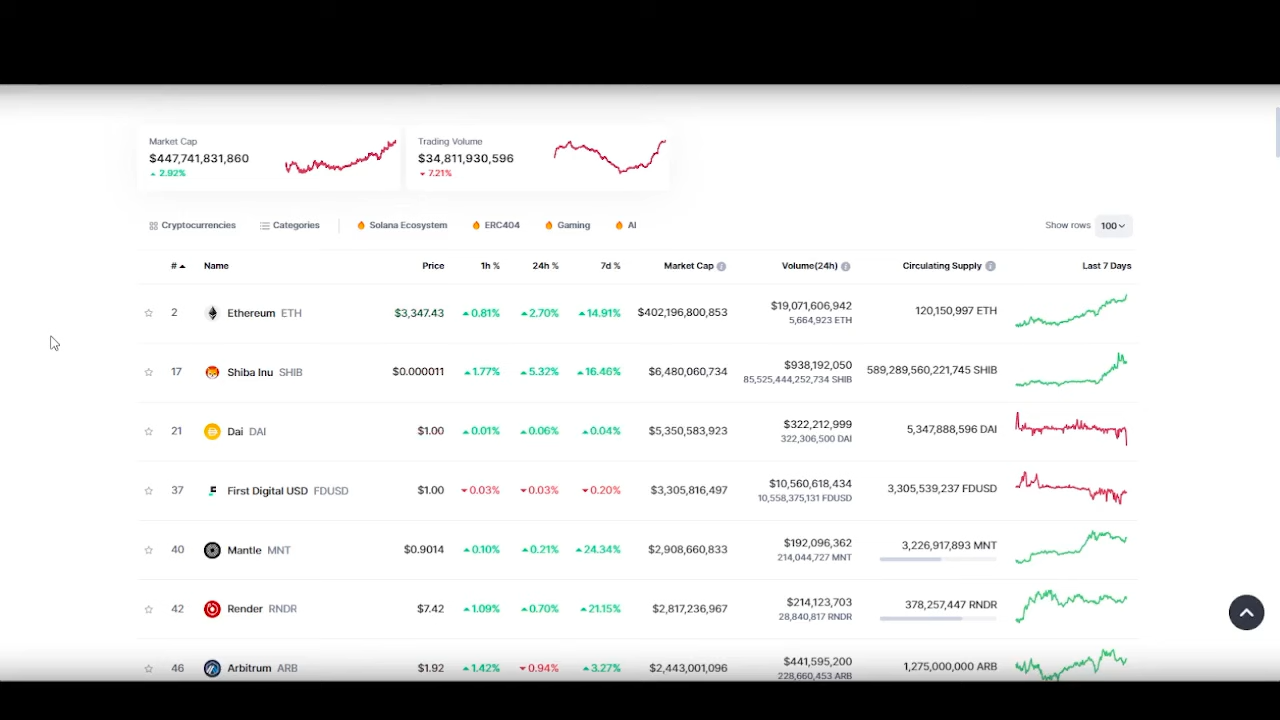 Market Cap
$447,741,831,860
2.92%
Trading Volume
$34,811,930,596
7.21%
Cryptocurrencies Categories Solana Ecosystem ERC404 Gaming AI Show rows 100
# Name Price 1h % 24h % 7d % Market Cap Volume(24h) Circulating Supply Last 7 Days
2 Ethereum ETH $3,347.43 0.81% 2.70% 14.91% $402,196,800,853 $19,071,606,942 120,150,997 ETH
5,664,923 ETH
17 Shiba Inu SHIB $0.000011 1.77% 5.32% 16.46% $6,480,060,734 $938,192,050 589,289,560,221,745 SHIB
85,525,444,252,734 SHIB
21 Dai DAI $1.00 0.01% 0.06% 0.04% $5,350,583,923 $322,212,999 5,347,888,596 DAI
322,306,500 DAI
37 First Digital USD FDUSD $1.00 0.03% 0.03% 0.20% $3,305,816,497 $10,560,618,434 3,305,539,237 FDUSD
10,558,375,131 FDUSD
40 Mantle MNT $0.9014 0.10% 0.21% 24.34% $2,908,660,833 $192,096,362 3,226,917,893 MNT
214,044,727 MNT
42 Render RNDR $7.42 1.09% 0.70% 21.15% $2,817,236,967 $214,123,703 378,257,447 RNDR
28,840,817 RNDR
46 Arbitrum ARB $1.92 1.42% 0.94% 3.27% $2,443,001,096 $441,595,200 1,275,000,000 ARB
228,660,453 ARB